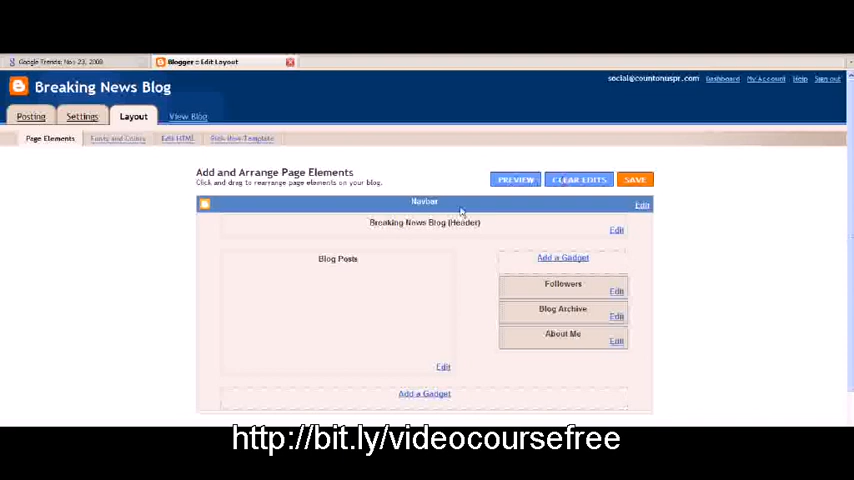 Google Trends: Nov 23, 2008
Blogger :: Edit Layout
Breaking News Blog
social@countonuspr.com Dashboard My Account Help Sign out
Posting Settings Layout View Blog
Page Elements Fonts and Colors Edit HTML Pick New Template
Add and Arrange Page Elements
Click and drag to rearrange page elements on your blog.
PREVIEW CLEAR EDITS SAVE
Navbar
Edit
Breaking News Blog (Header)
Edit
Blog Posts
Edit
Add a Gadget
Followers
Edit
Blog Archive
Edit
About Me
Edit
Add a Gadget
http://bit.ly/videocoursefree